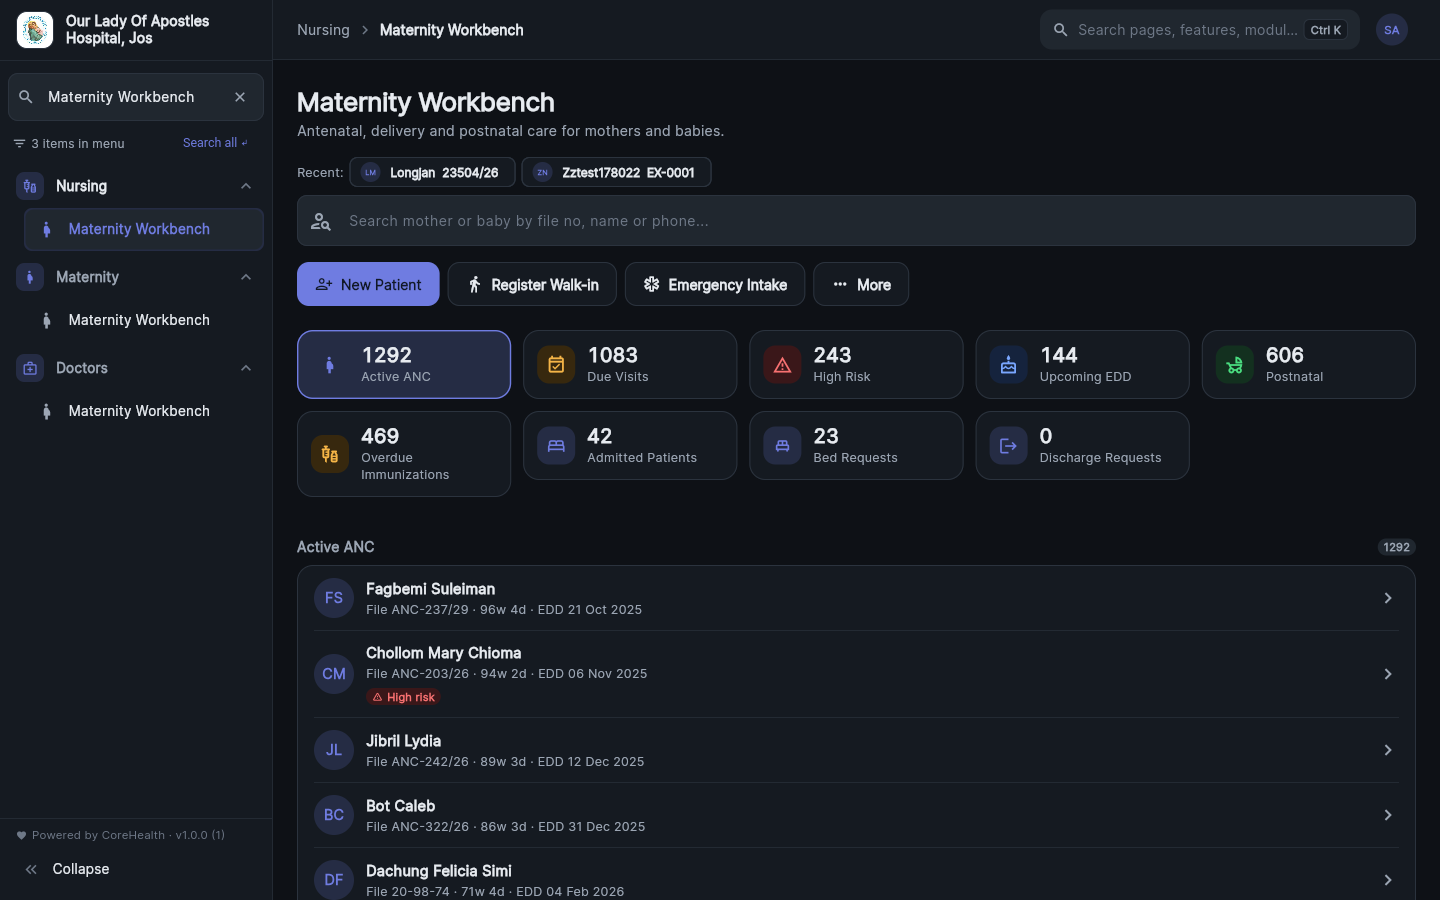 Our Lady Of Apostles
Hospital, Jos
Nursing > Maternity Workbench
Search pages, features, modul... Ctrl K
SA
Maternity Workbench
3 items in menu
Search all
Nursing
Maternity Workbench
Maternity
Maternity Workbench
Doctors
Maternity Workbench
Powered by CoreHealth · v1.0.0 (1)
Collapse
Maternity Workbench
Antenatal, delivery and postnatal care for mothers and babies.
Recent: LM Longjan 23504/26 ZN Zztest178022 EX-0001
Search mother or baby by file no, name or phone...
New Patient
Register Walk-in
Emergency Intake
More
1292
Active ANC
1083
Due Visits
243
High Risk
144
Upcoming EDD
606
Postnatal
469
Overdue
Immunizations
42
Admitted Patients
23
Bed Requests
0
Discharge Requests
Active ANC
1292
FS
Fagbemi Suleiman
File ANC-237/29 · 96w 4d · EDD 21 Oct 2025
CM
Chollom Mary Chioma
File ANC-203/26 · 94w 2d · EDD 06 Nov 2025
High risk
JL
Jibril Lydia
File ANC-242/26 · 89w 3d · EDD 12 Dec 2025
BC
Bot Caleb
File ANC-322/26 · 86w 3d · EDD 31 Dec 2025
DF
Dachung Felicia Simi
File 20-98-74 · 71w 4d · EDD 04 Feb 2026